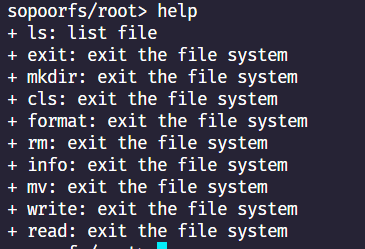 sopoorfs/root> help
+ ls: list file
+ exit: exit the file system
+ mkdir: exit the file system
+ cls: exit the file system
+ format: exit the file system
+ rm: exit the file system
+ info: exit the file system
+ mv: exit the file system
+ write: exit the file system
+ read: exit the file system